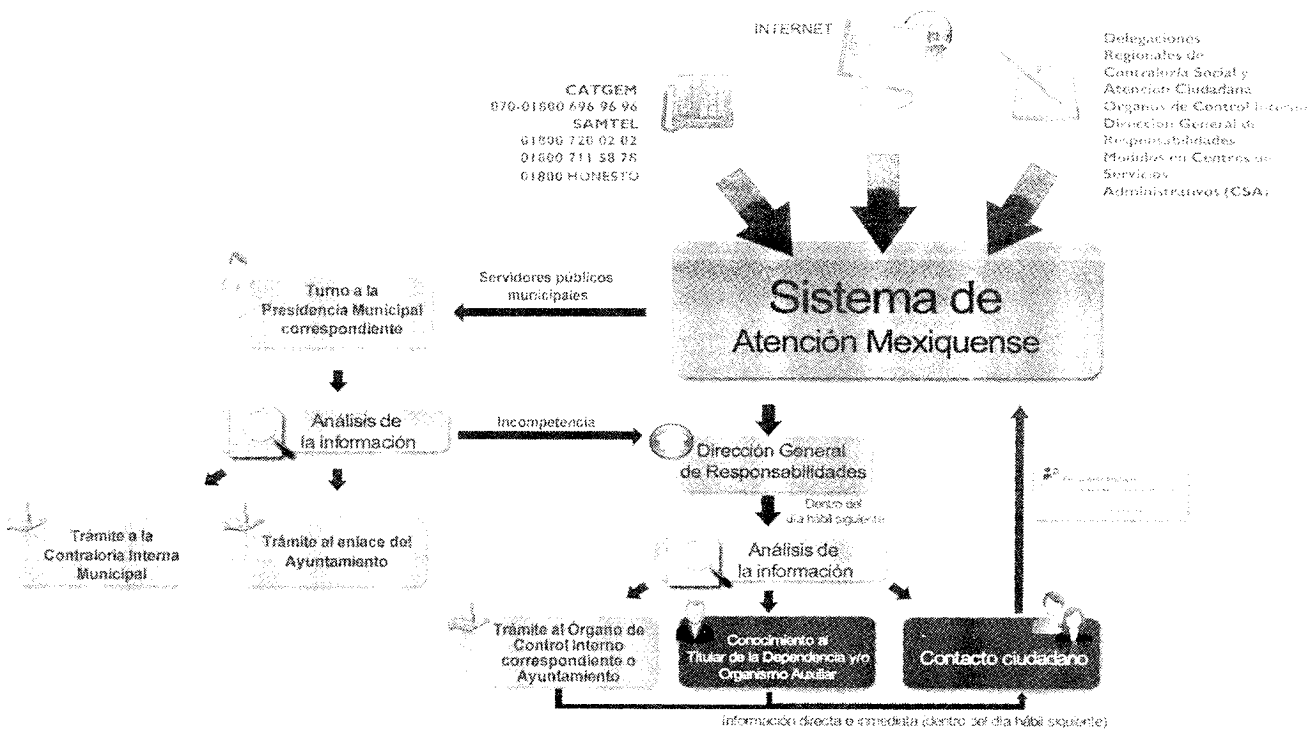 INTERNET
CATGEM
070-01800 696 96 96
SAMTEL
01800 720 02 02
01800 711 58 78
01800 HONESTO
Delegaciones
Regionales de
Contraloría Social y
Atención Ciudadana
Órganos de Control Interno
Dirección General de
Responsabilidades
Módulos en Centros de
Servicios
Administrativos (CSA)
Sistema de
Atención Mexiquense
Servidores públicos
municipales
Turno a la
Presidencia Municipal
correspondiente
Análisis de
la información
Incompetencia
Dirección General
de Responsabilidades
Dentro del
día hábil siguiente
Trámite a la
Contraloría Interna
Municipal
Trámite al enlace del
Ayuntamiento
Análisis de
la información
Trámite al Órgano de
Control Interno
correspondiente o
Ayuntamiento
Conocimiento al
Titular de la Dependencia y/o
Organismo Auxiliar
Contacto ciudadano
Información directa e inmediata (dentro del día hábil siguiente)